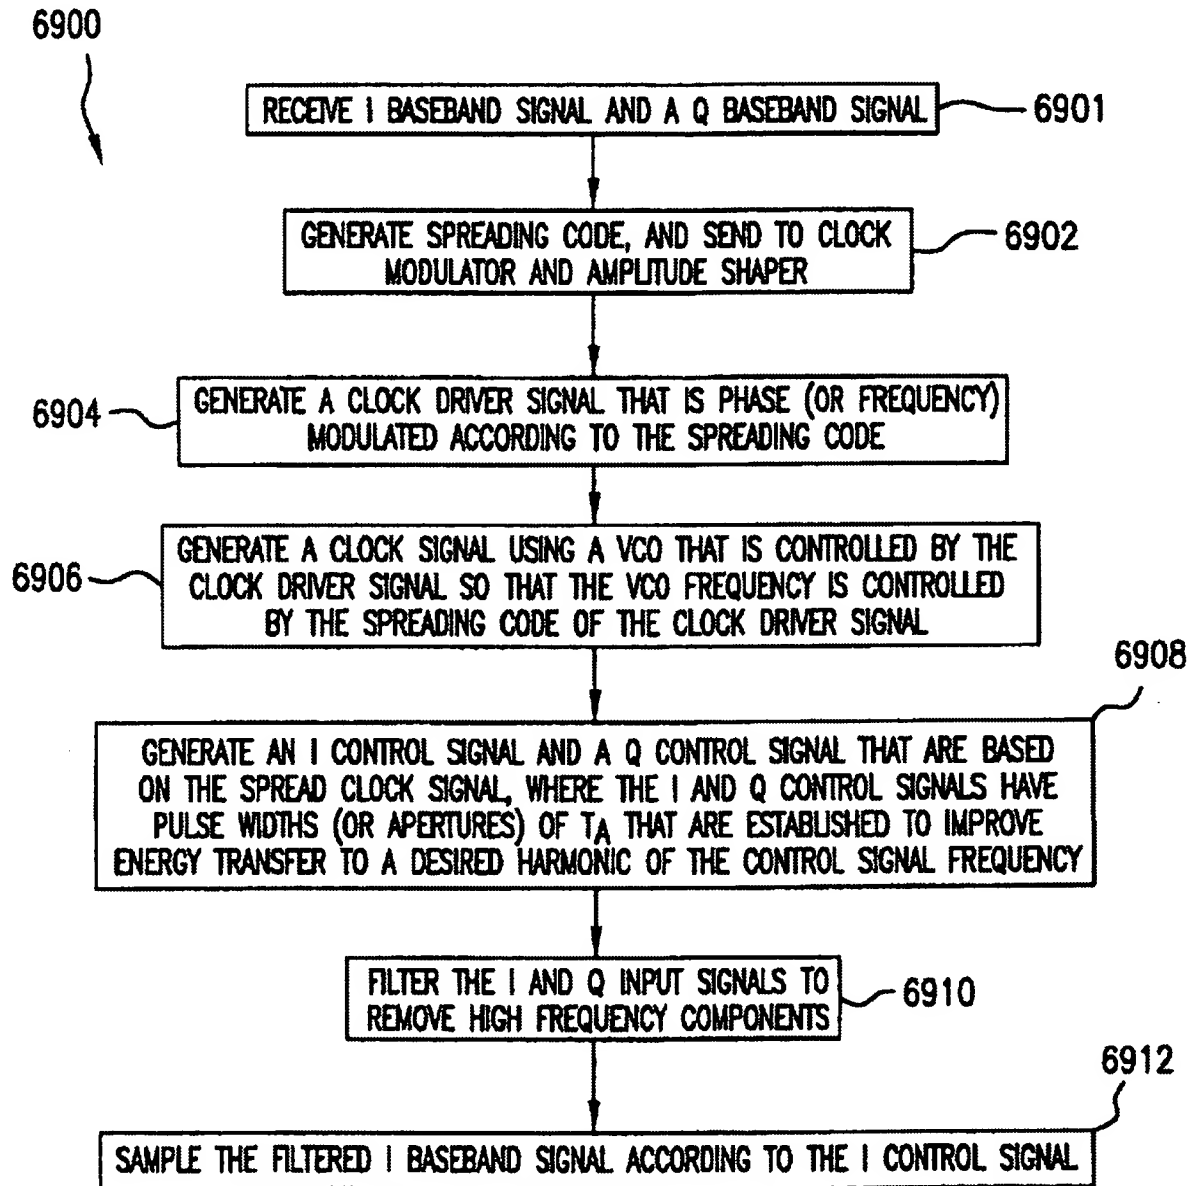 6900
RECEIVE I BASEBAND SIGNAL AND A Q BASEBAND SIGNAL
6901
GENERATE SPREADING CODE, AND SEND TO CLOCK
MODULATOR AND AMPLITUDE SHAPER
6902
6904
GENERATE A CLOCK DRIVER SIGNAL THAT IS PHASE (OR FREQUENCY)
MODULATED ACCORDING TO THE SPREADING CODE
6906
GENERATE A CLOCK SIGNAL USING A VCO THAT IS CONTROLLED BY THE
CLOCK DRIVER SIGNAL SO THAT THE VCO FREQUENCY IS CONTROLLED
BY THE SPREADING CODE OF THE CLOCK DRIVER SIGNAL
6908
GENERATE AN I CONTROL SIGNAL AND A Q CONTROL SIGNAL THAT ARE BASED
ON THE SPREAD CLOCK SIGNAL, WHERE THE I AND Q CONTROL SIGNALS HAVE
PULSE WIDTHS (OR APERTURES) OF TA THAT ARE ESTABLISHED TO IMPROVE
ENERGY TRANSFER TO A DESIRED HARMONIC OF THE CONTROL SIGNAL FREQUENCY
FILTER THE I AND Q INPUT SIGNALS TO
REMOVE HIGH FREQUENCY COMPONENTS
6910
6912
SAMPLE THE FILTERED I BASEBAND SIGNAL ACCORDING TO THE I CONTROL SIGNAL